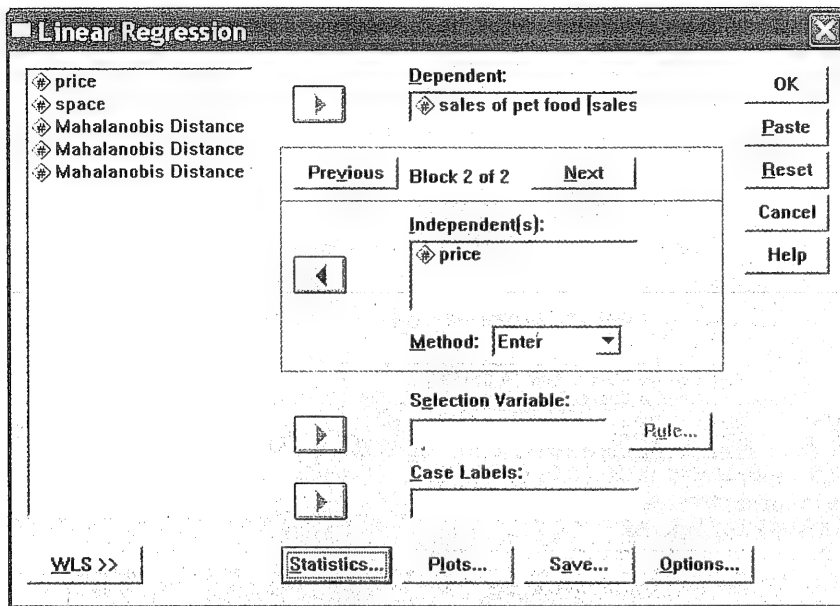 Linear Regression
price
space
Mahalanobis Distance
Mahalanobis Distance
Mahalanobis Distance
Dependent:
sales of pet food [sales
Previous
Block 2 of 2
Next
Independent(s):
price
Method:
Enter
Selection Variable:
Rule...
Case Labels:
OK
Paste
Reset
Cancel
Help
WLS >>
Statistics...
Plots...
Save...
Options...